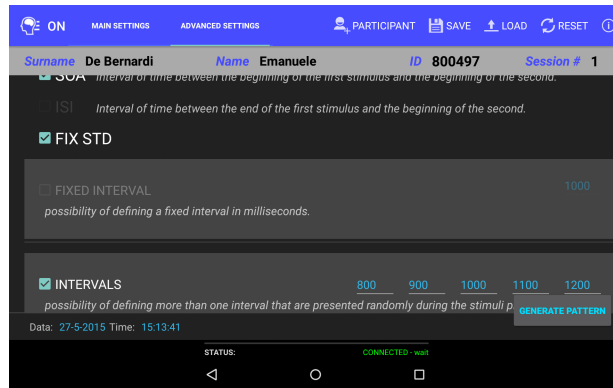 ON MAIN SETTINGS ADVANCED SETTINGS PARTICIPANT SAVE LOAD RESET
Surname De Bernardi Name Emanuele ID 800497 Session # 1
SOA Interval of time between the beginning of the first stimulus and the beginning of the second.
ISI Interval of time between the end of the first stimulus and the beginning of the second.
FIX STD
FIXED INTERVAL 1000
possibility of defining a fixed interval in milliseconds.
INTERVALS 800 900 1000 1100 1200
possibility of defining more than one interval that are presented randomly during the stimuli p
GENERATE PATTERN
Data: 27-5-2015 Time: 15:13:41
STATUS: CONNECTED - wait